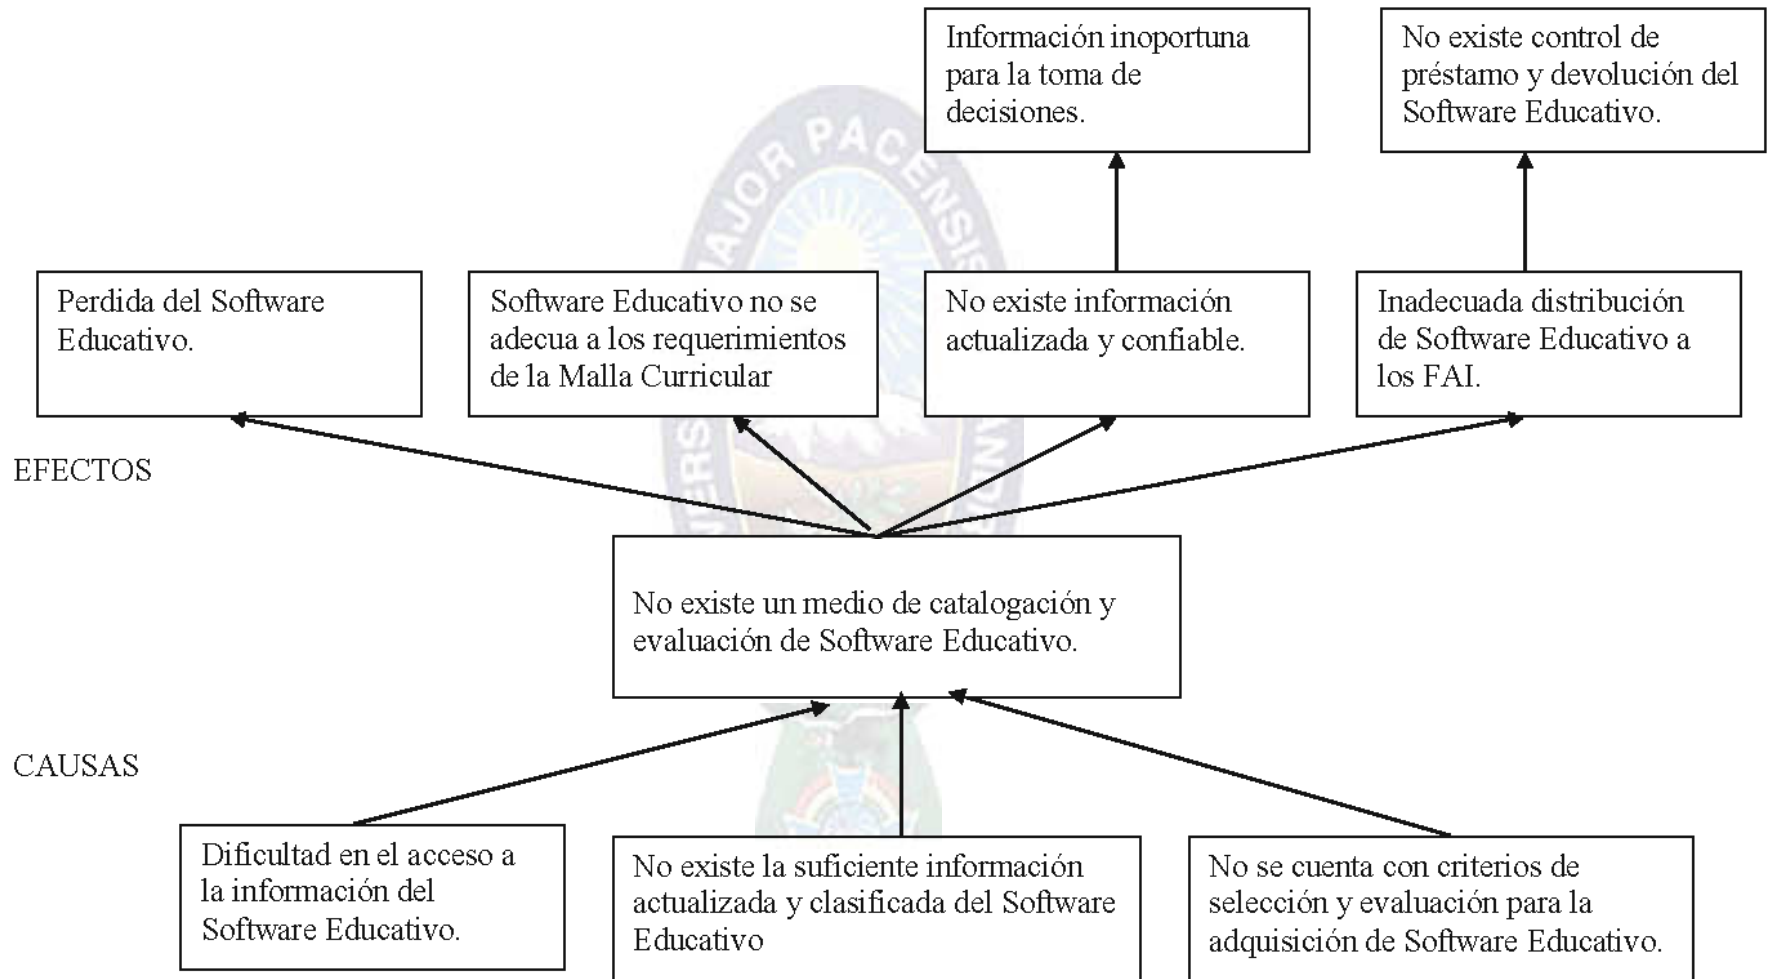 Información inoportuna
para la toma de
decisiones.
No existe control de
préstamo y devolución del
Software Educativo.
Perdida del Software
Educativo.
Software Educativo no se
adecua a los requerimientos
de la Malla Curricular
No existe información
actualizada y confiable.
Inadecuada distribución
de Software Educativo a
los FAI.
EFECTOS
No existe un medio de catalogación y
evaluación de Software Educativo.
CAUSAS
Dificultad en el acceso a
la información del
Software Educativo.
No existe la suficiente información
actualizada y clasificada del Software
Educativo
No se cuenta con criterios de
selección y evaluación para la
adquisición de Software Educativo.
MAJOR PACENSIS